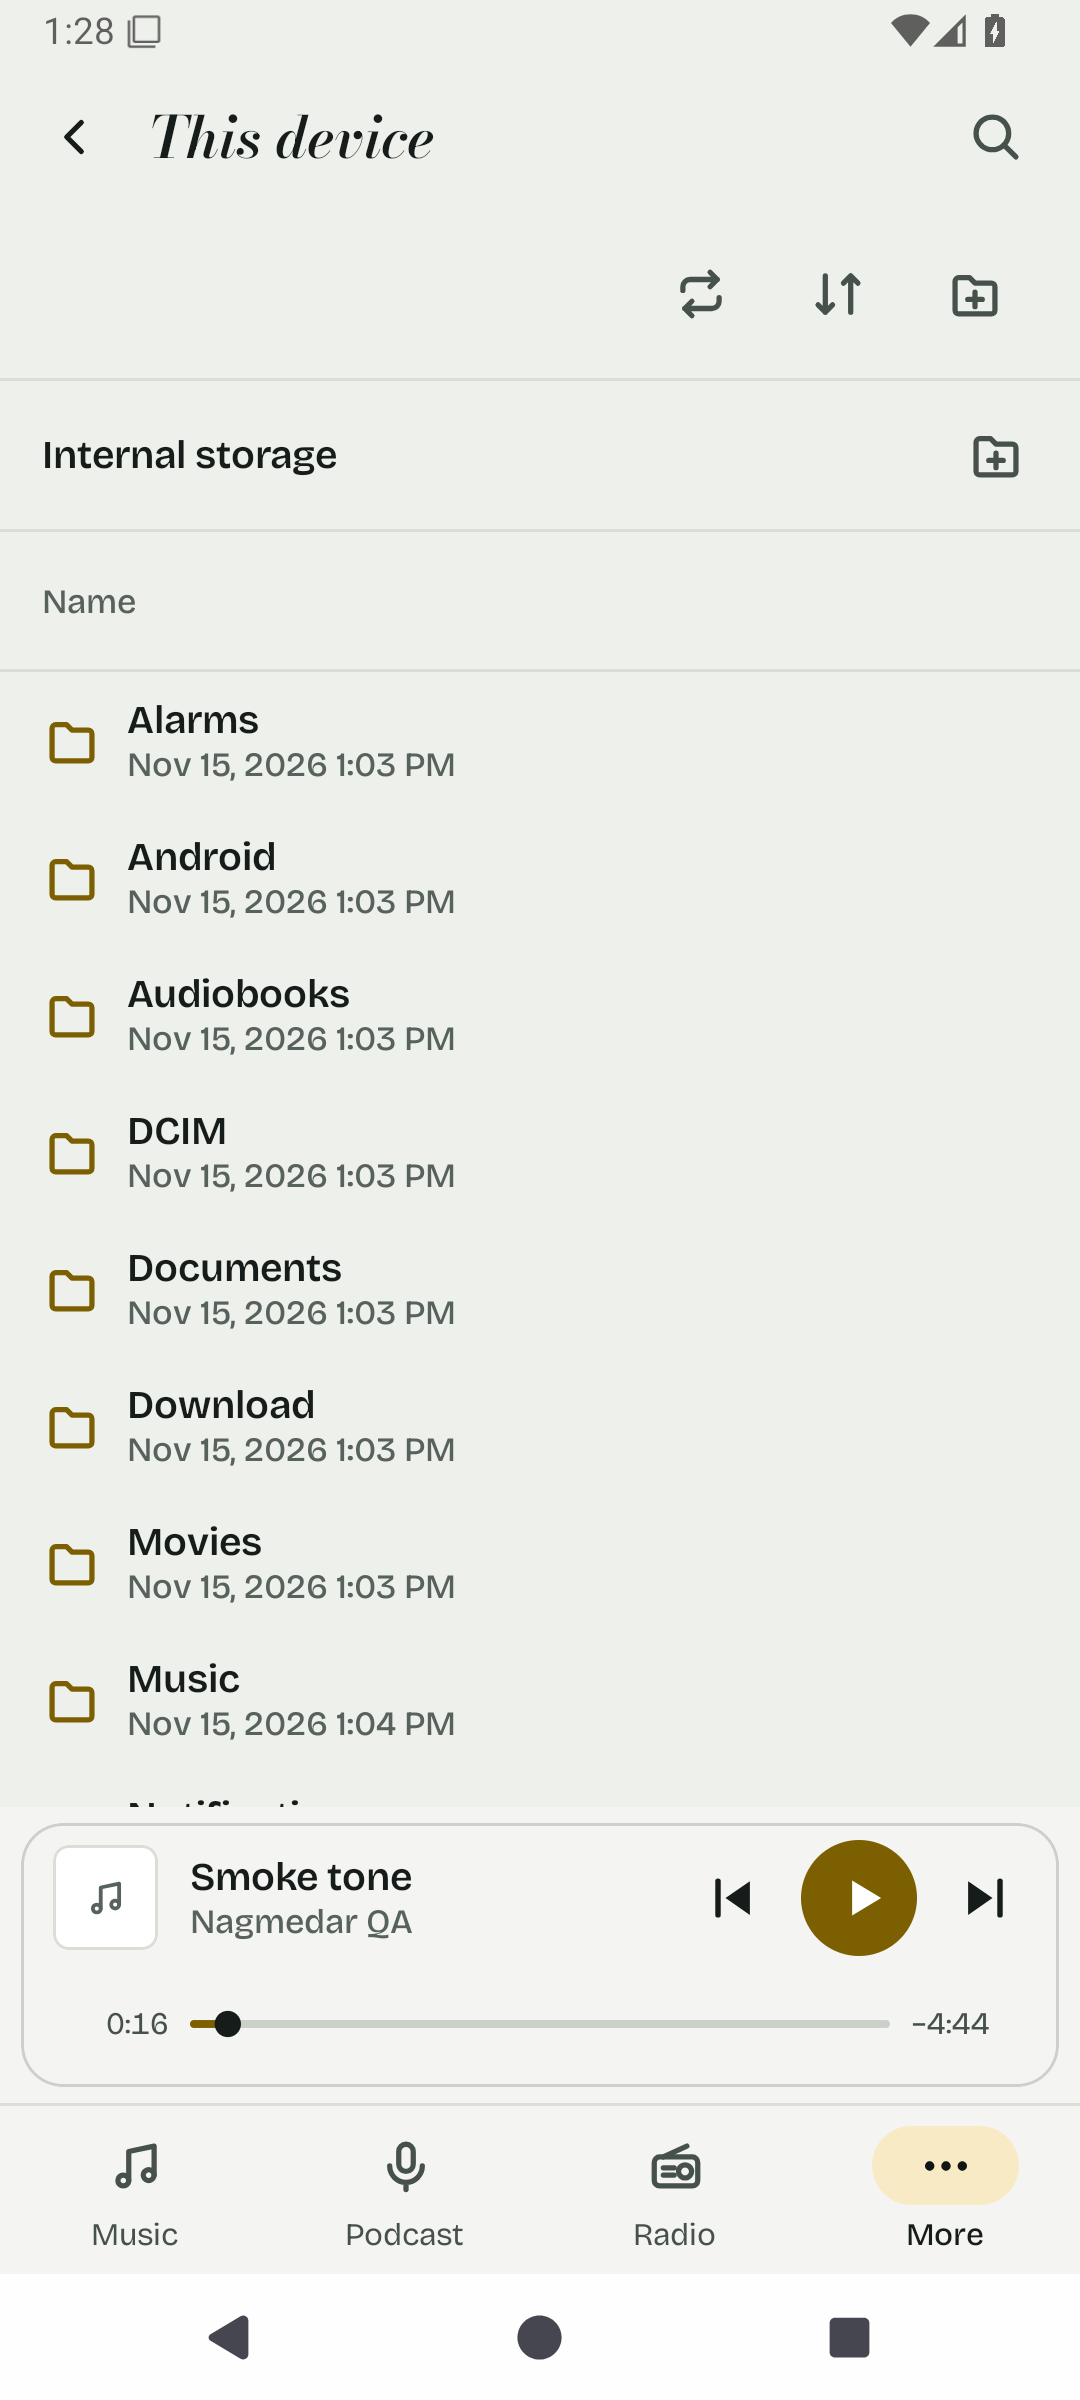 1:28
This device
Internal storage
Name
Alarms
Nov 15, 2026 1:03 PM
Android
Nov 15, 2026 1:03 PM
Audiobooks
Nov 15, 2026 1:03 PM
DCIM
Nov 15, 2026 1:03 PM
Documents
Nov 15, 2026 1:03 PM
Download
Nov 15, 2026 1:03 PM
Movies
Nov 15, 2026 1:03 PM
Music
Nov 15, 2026 1:04 PM
Smoke tone
Nagmedar QA
0:16
-4:44
Music
Podcast
Radio
More